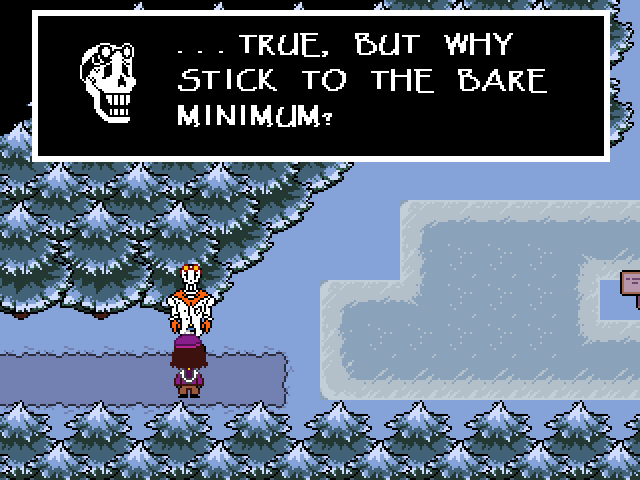 ...TRUE, BUT WHY
STICK TO THE BARE
MINIMUM?